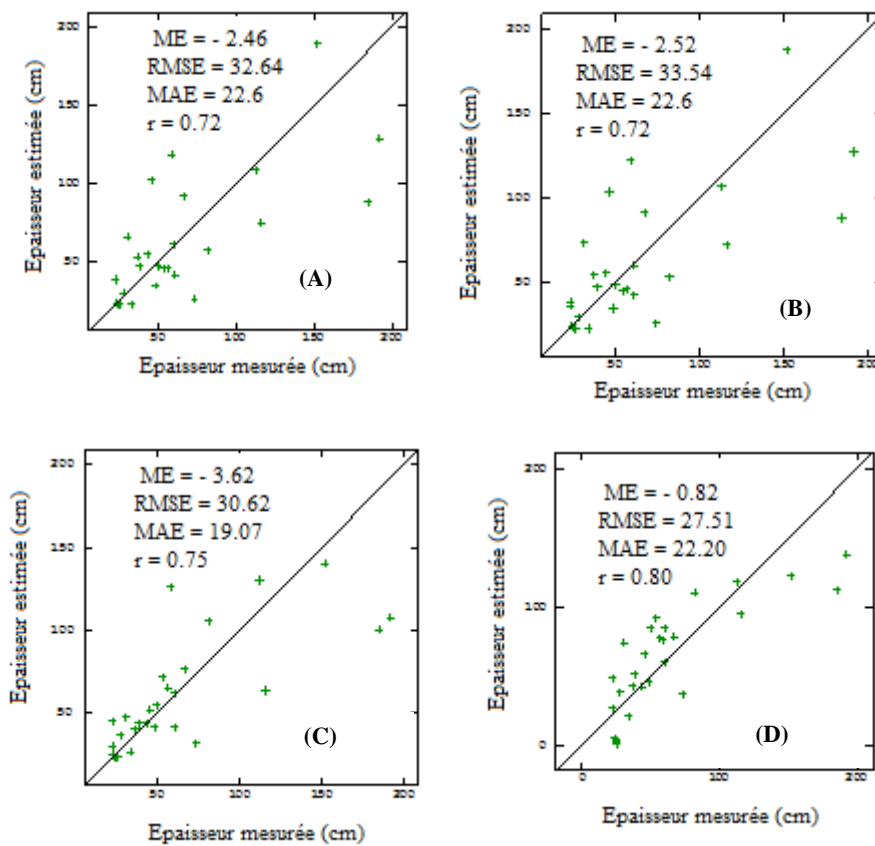 200
150
100
50
Epaisseur estimée (cm)
ME = - 2.46
RMSE = 32.64
MAE = 22.6
r = 0.72
(A)
50
100
150
200
Epaisseur mesurée (cm)
200
150
100
50
Epaisseur estimée (cm)
ME = - 2.52
RMSE = 33.54
MAE = 22.6
r = 0.72
(B)
50
100
150
200
Epaisseur mesurée (cm)
200
150
100
50
Epaisseur estimée (cm)
ME = - 3.62
RMSE = 30.62
MAE = 19.07
r = 0.75
(C)
50
100
150
200
Epaisseur mesurée (cm)
200
100
0
Epaisseur estimée (cm)
ME = - 0.82
RMSE = 27.51
MAE = 22.20
r = 0.80
(D)
0
100
200
Epaisseur mesurée (cm)